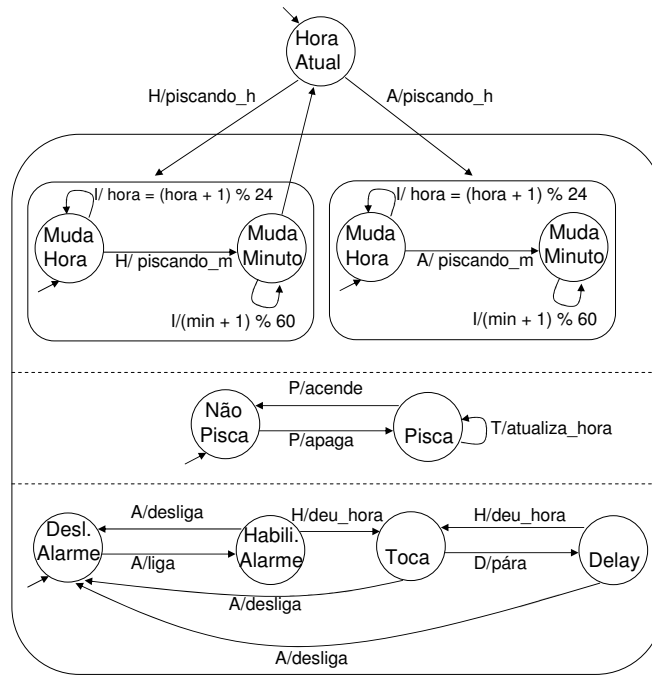 Hora
Atual
H/piscando_h
A/piscando_h
I/ hora = (hora + 1) % 24
I/ hora = (hora + 1) % 24
Muda
Hora
Muda
Minuto
H/ piscando_m
I/(min + 1) % 60
Muda
Hora
Muda
Minuto
A/ piscando_m
I/(min + 1) % 60
P/acende
Não
Pisca
Pisca
P/apaga
T/atualiza_hora
A/desliga
H/deu_hora
H/deu_hora
Desl.
Alarme
Habili.
Alarme
Toca
Delay
A/liga
D/pára
A/desliga
A/desliga